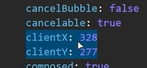 cancelBubble: false
cancelable: true
clientX: 328
clientY: 277
composed: true